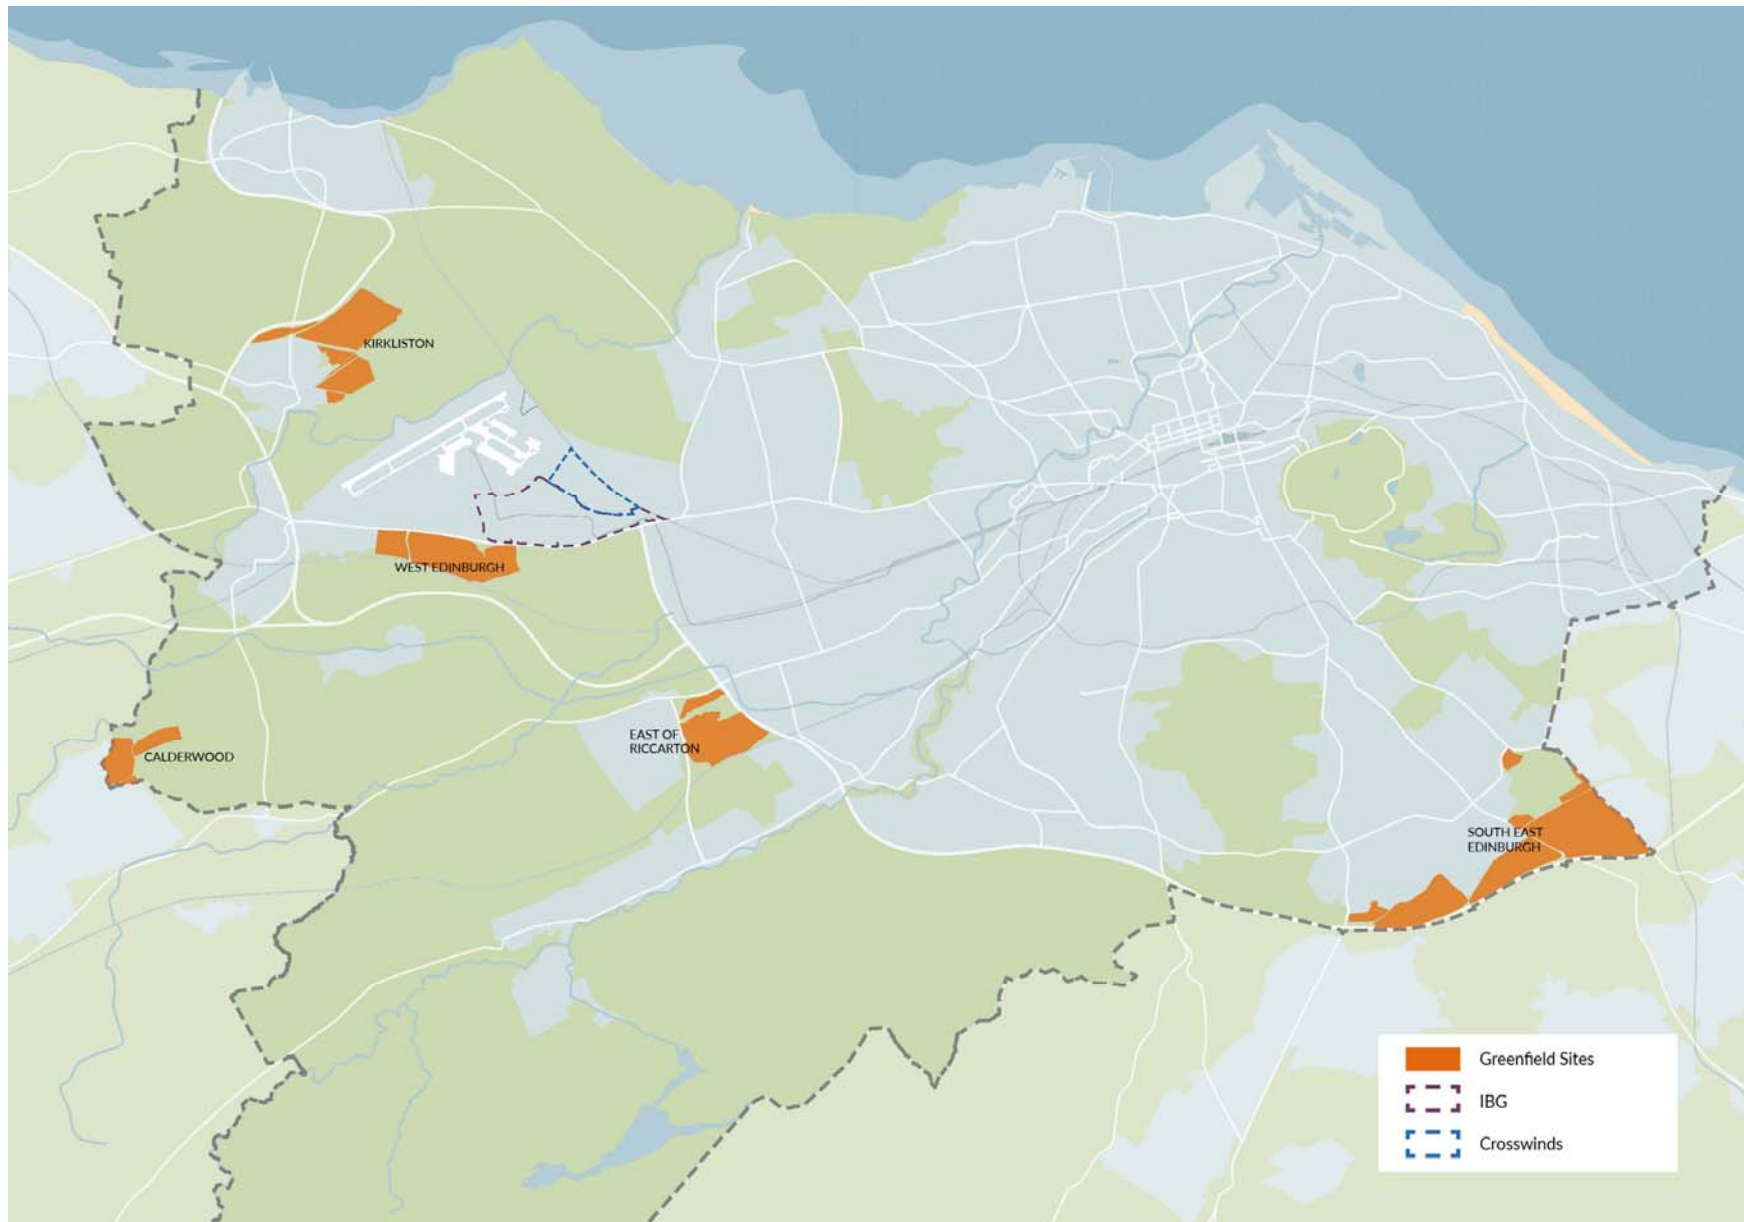 KIRKLISTON
WEST EDINBURGH
EAST OF
RICCARTON
CALDERWOOD
SOUTH EAST
EDINBURGH
Greenfield Sites
IBG
Crosswinds